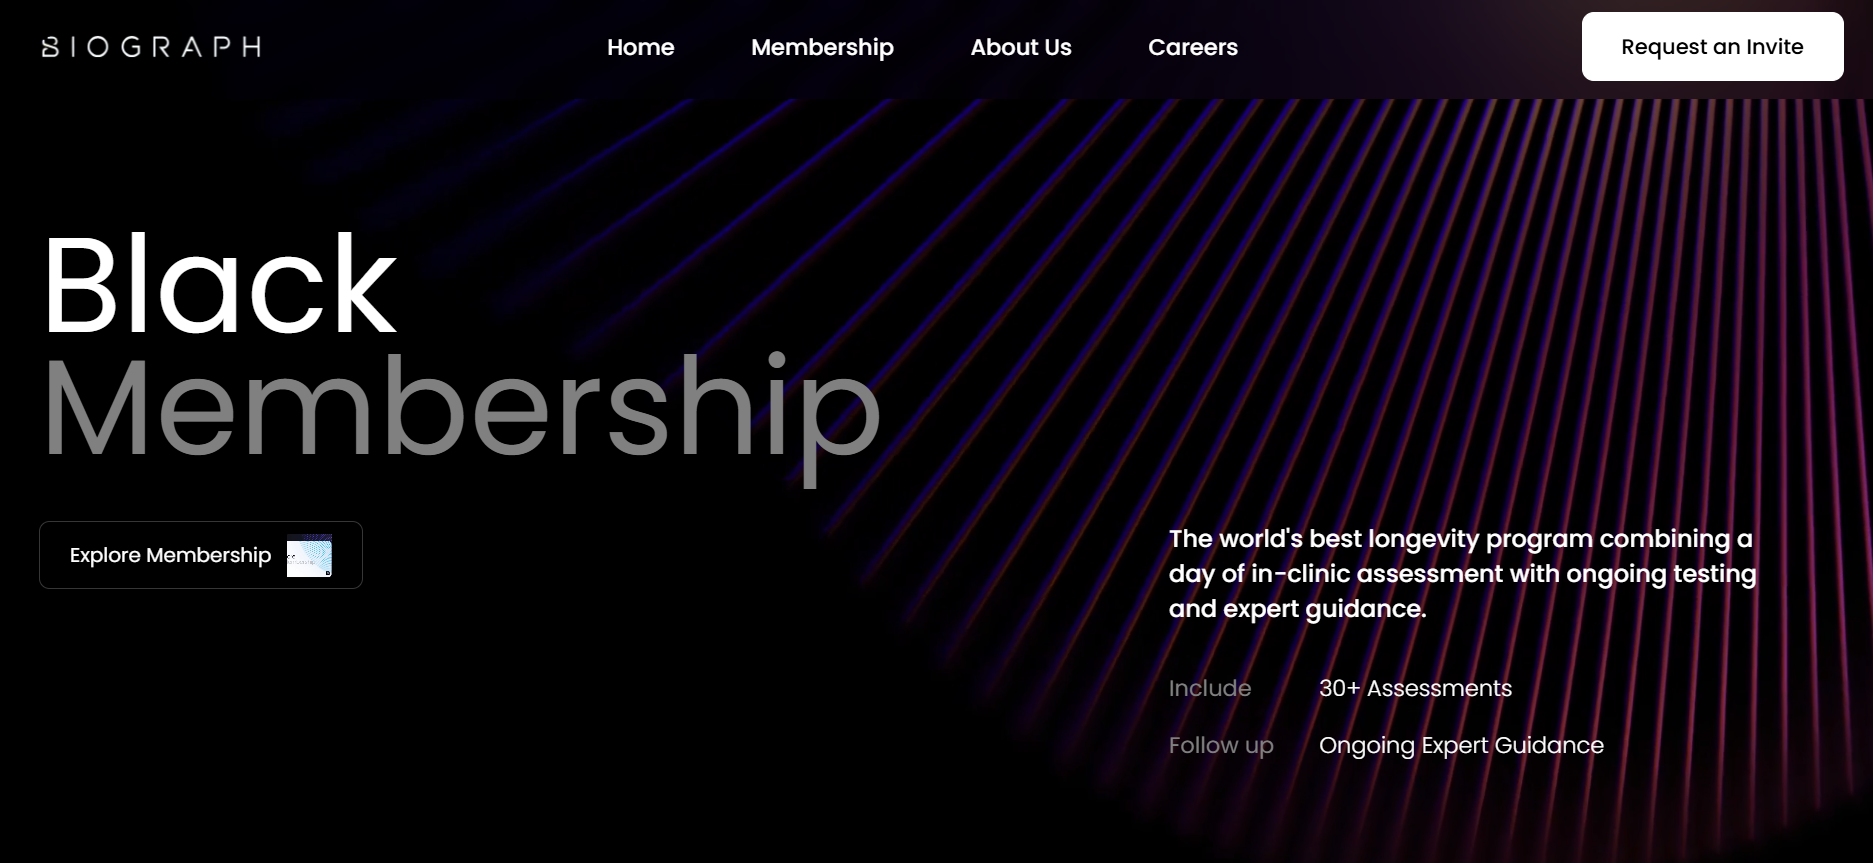 BIOGRAPH
Home
Membership
About Us
Careers
Request an Invite
Black
Membership
Explore Membership
The world's best longevity program combining a
day of in-clinic assessment with ongoing testing
and expert guidance.
Include 30+ Assessments
Follow up Ongoing Expert Guidance